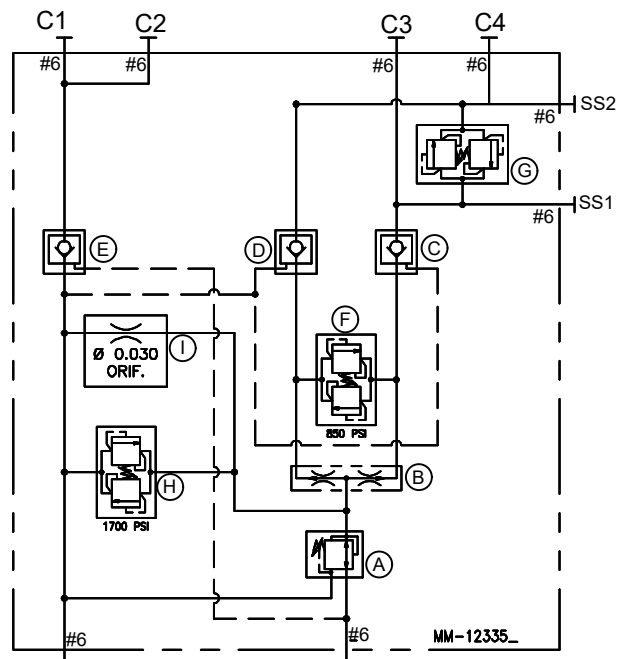 C1 C2 C3 C4
#6 #6 #6 #6
#6 SS2
G
#6 SS1
E D C
F
I
Ø 0.030
ORIF.
850 PSI
H B
1700 PSI
A
#6 #6 MM-12335_